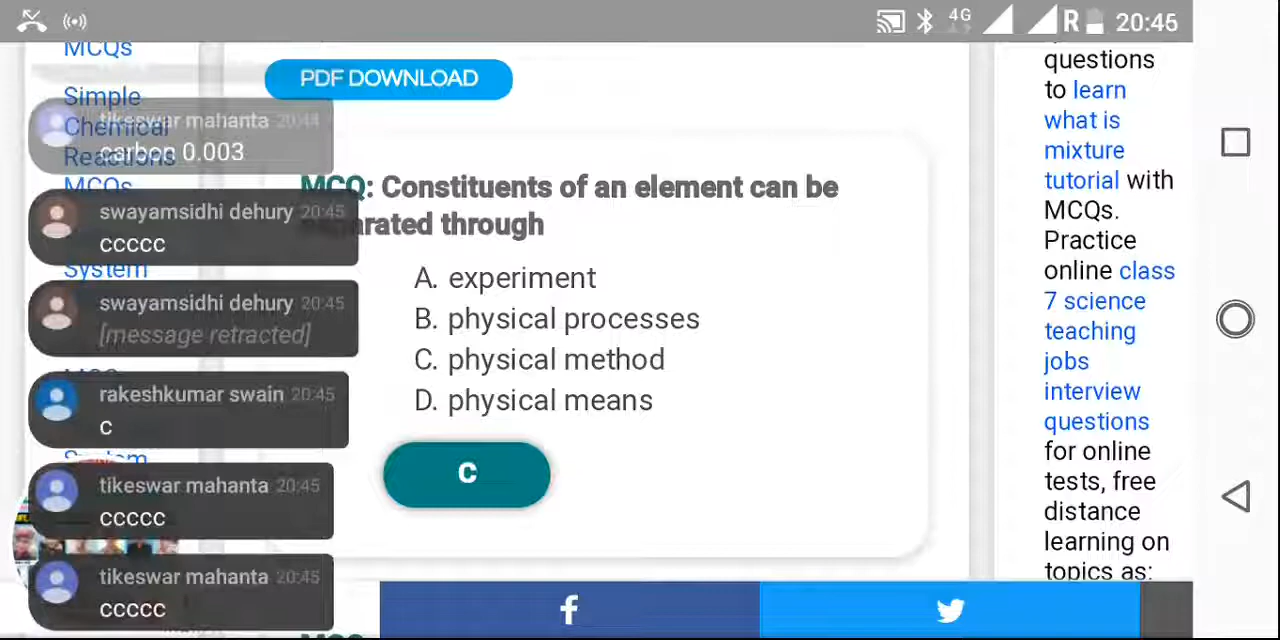 4G
R
20:45
MCQs
Simple
Chemical
Reactions
MCQs
System
PDF DOWNLOAD
tikeswar mahanta 20:44
carbon 0.003
swayamsidhi dehury 20:45
ccccc
swayamsidhi dehury 20:45
[message retracted]
rakeshkumar swain 20:45
c
tikeswar mahanta 20:45
ccccc
tikeswar mahanta 20:45
ccccc
MCQ: Constituents of an element can be
separated through
A. experiment
B. physical processes
C. physical method
D. physical means
C
f
questions
to learn
what is
mixture
tutorial with
MCQs.
Practice
online class
7 science
teaching
jobs
interview
questions
for online
tests, free
distance
learning on
topics as: